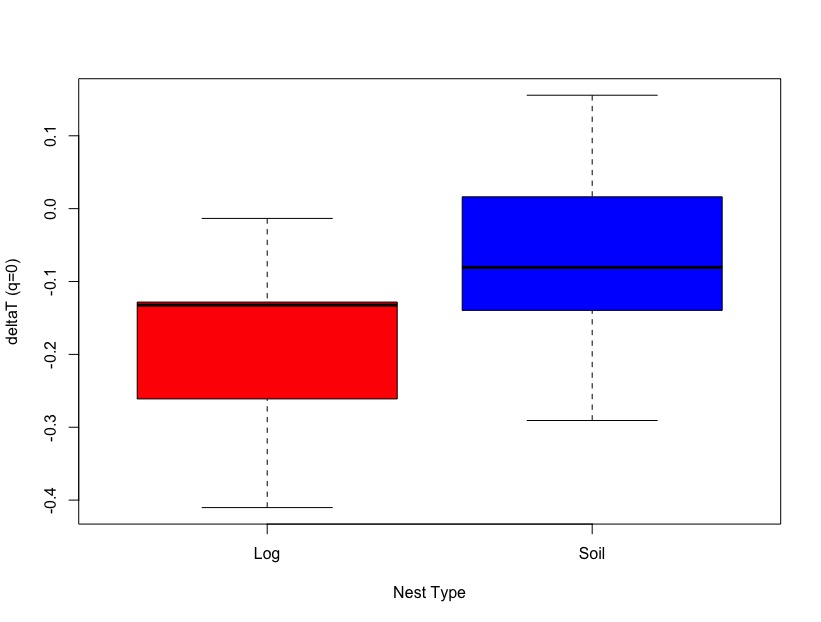 deltaT (q=0)
0.1
0.0
-0.1
-0.2
-0.3
-0.4
Log Soil
Nest Type